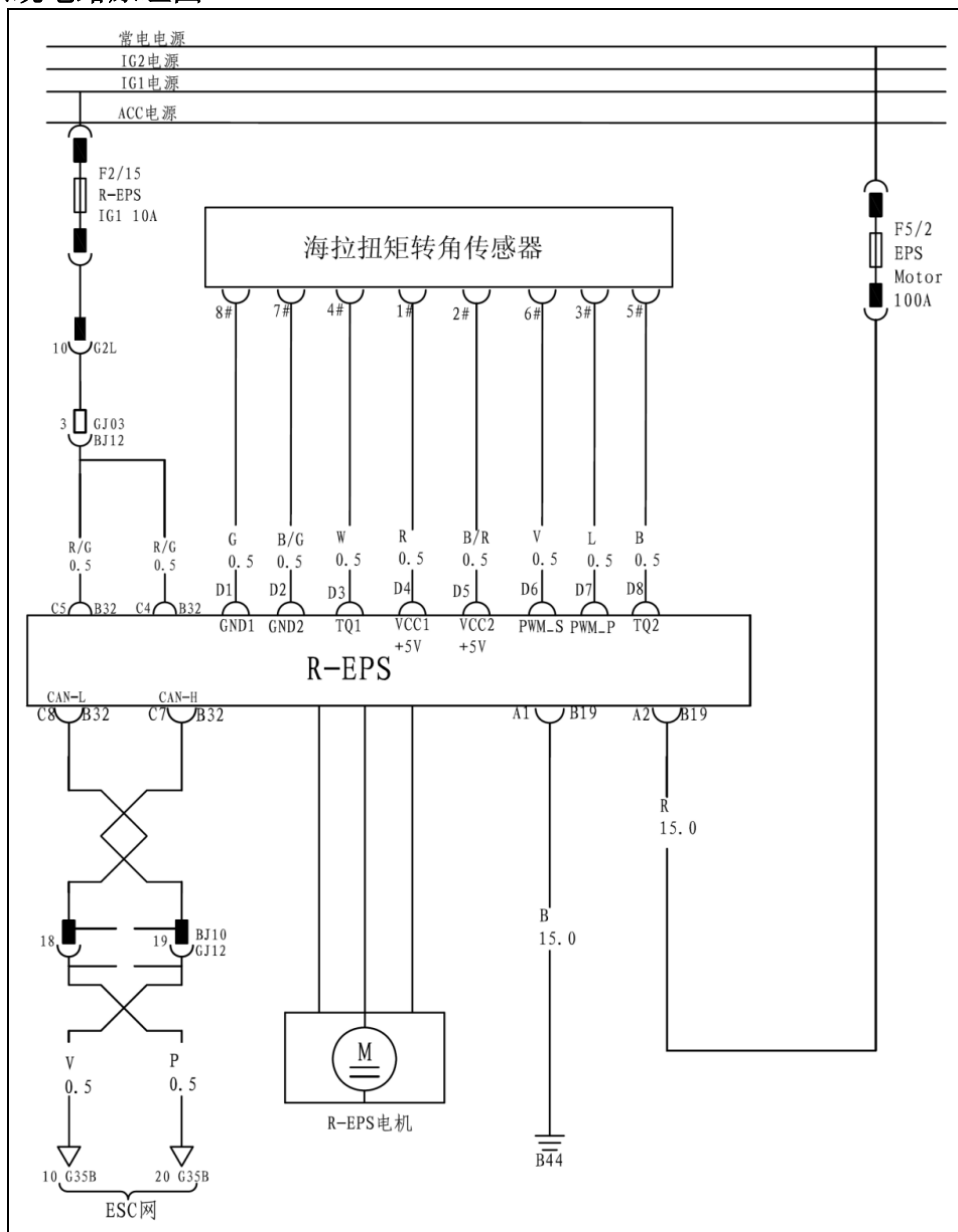 常电电源
IG2电源
IG1电源
ACC电源
F2/15
R-EPS
IG1 10A
海拉扭矩转角传感器
F5/2
EPS
Motor
100A
8# 7# 4# 1# 2# 6# 3# 5#
10 G2L
3 GJ03
BJ12
R/G R/G G B/G W R B/R V L B
0.5 0.5 0.5 0.5 0.5 0.5 0.5 0.5 0.5 0.5
C5 B32 C4 B32 D1 D2 D3 D4 D5 D6 D7 D8
GND1 GND2 TQ1 VCC1 VCC2 PWM_S PWM_P TQ2
+5V +5V
R-EPS
CAN-L CAN-H
C8 B32 C7 B32 A1 B19 A2 B19
R
15.0
B
15.0
18 19 BJ10
GJ12
V P
0.5 0.5
M
R-EPS电机
B44
10 G35B 20 G35B
ESC网